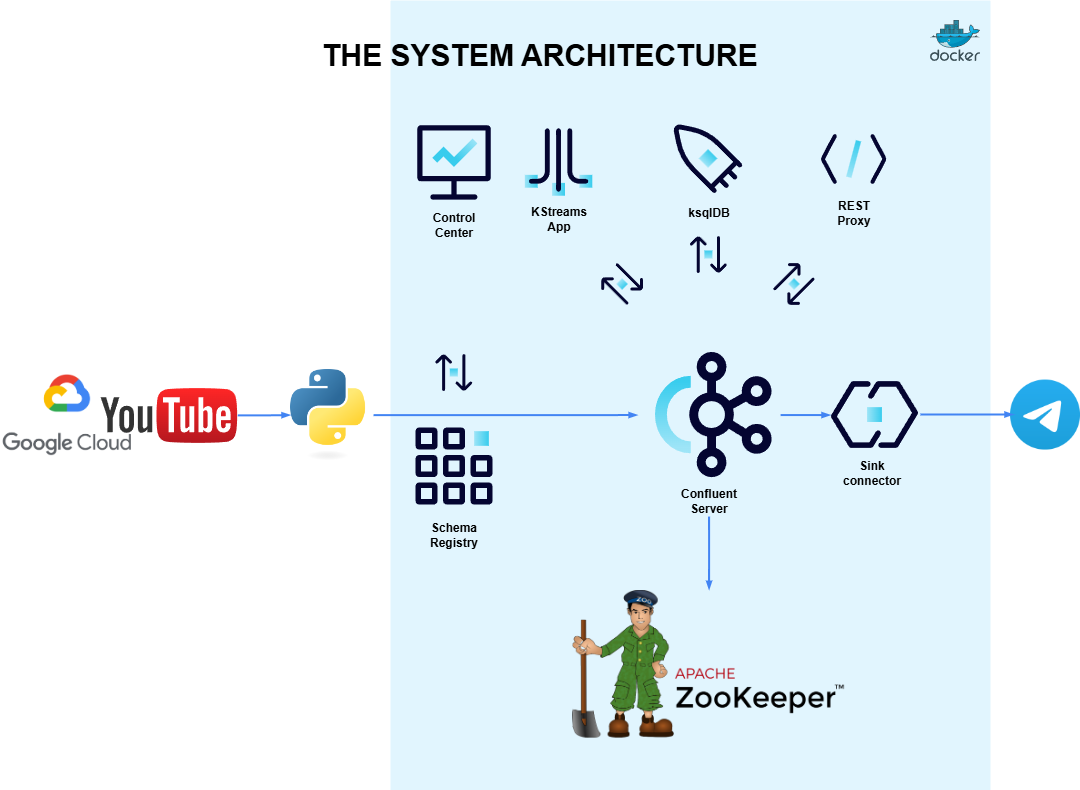 THE SYSTEM ARCHITECTURE
docker
Control
Center
KStreams
App
ksqlDB
REST
Proxy
Google Cloud
YouTube
Schema
Registry
Confluent
Server
Sink
connector
ZOO
APACHE
ZooKeeper™